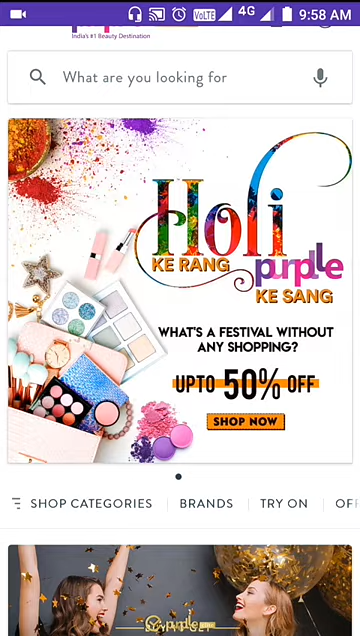 VoLTE
4G
9:58 AM
India's #1 Beauty Destination
What are you looking for
Holi
KE RANG
purplle
KE SANG
WHAT'S A FESTIVAL WITHOUT
ANY SHOPPING?
UPTO 50% OFF
SHOP NOW
SHOP CATEGORIES
BRANDS
TRY ON
purplle